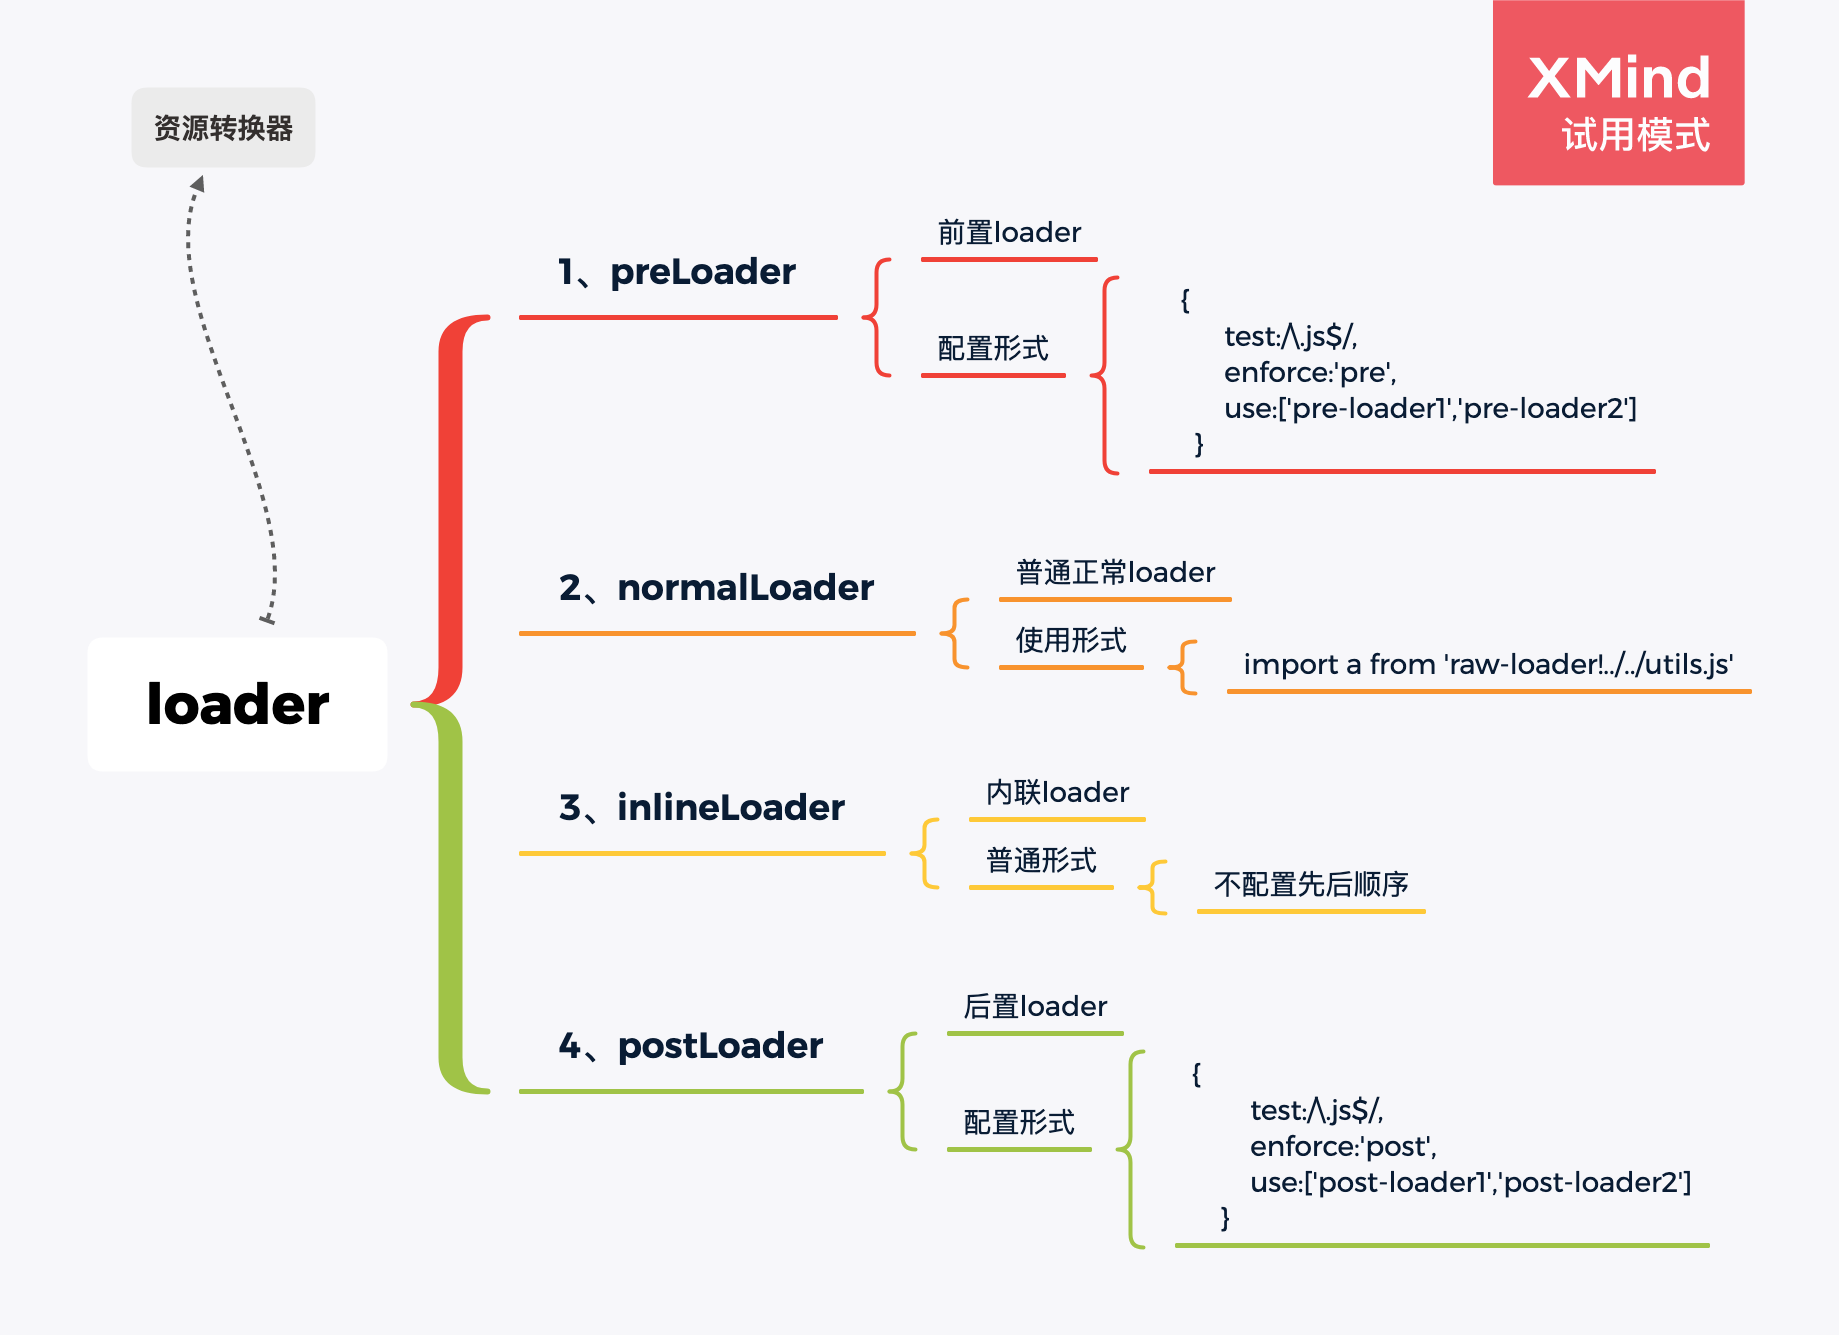 XMind
试用模式
资源转换器
loader
1、preLoader
前置loader
配置形式
{
test:/\.js$/,
enforce:'pre',
use:['pre-loader1','pre-loader2']
}
2、normalLoader
普通正常loader
使用形式
import a from 'raw-loader!../../utils.js'
3、inlineLoader
内联loader
普通形式
不配置先后顺序
4、postLoader
后置loader
配置形式
{
test:/\.js$/,
enforce:'post',
use:['post-loader1','post-loader2']
}